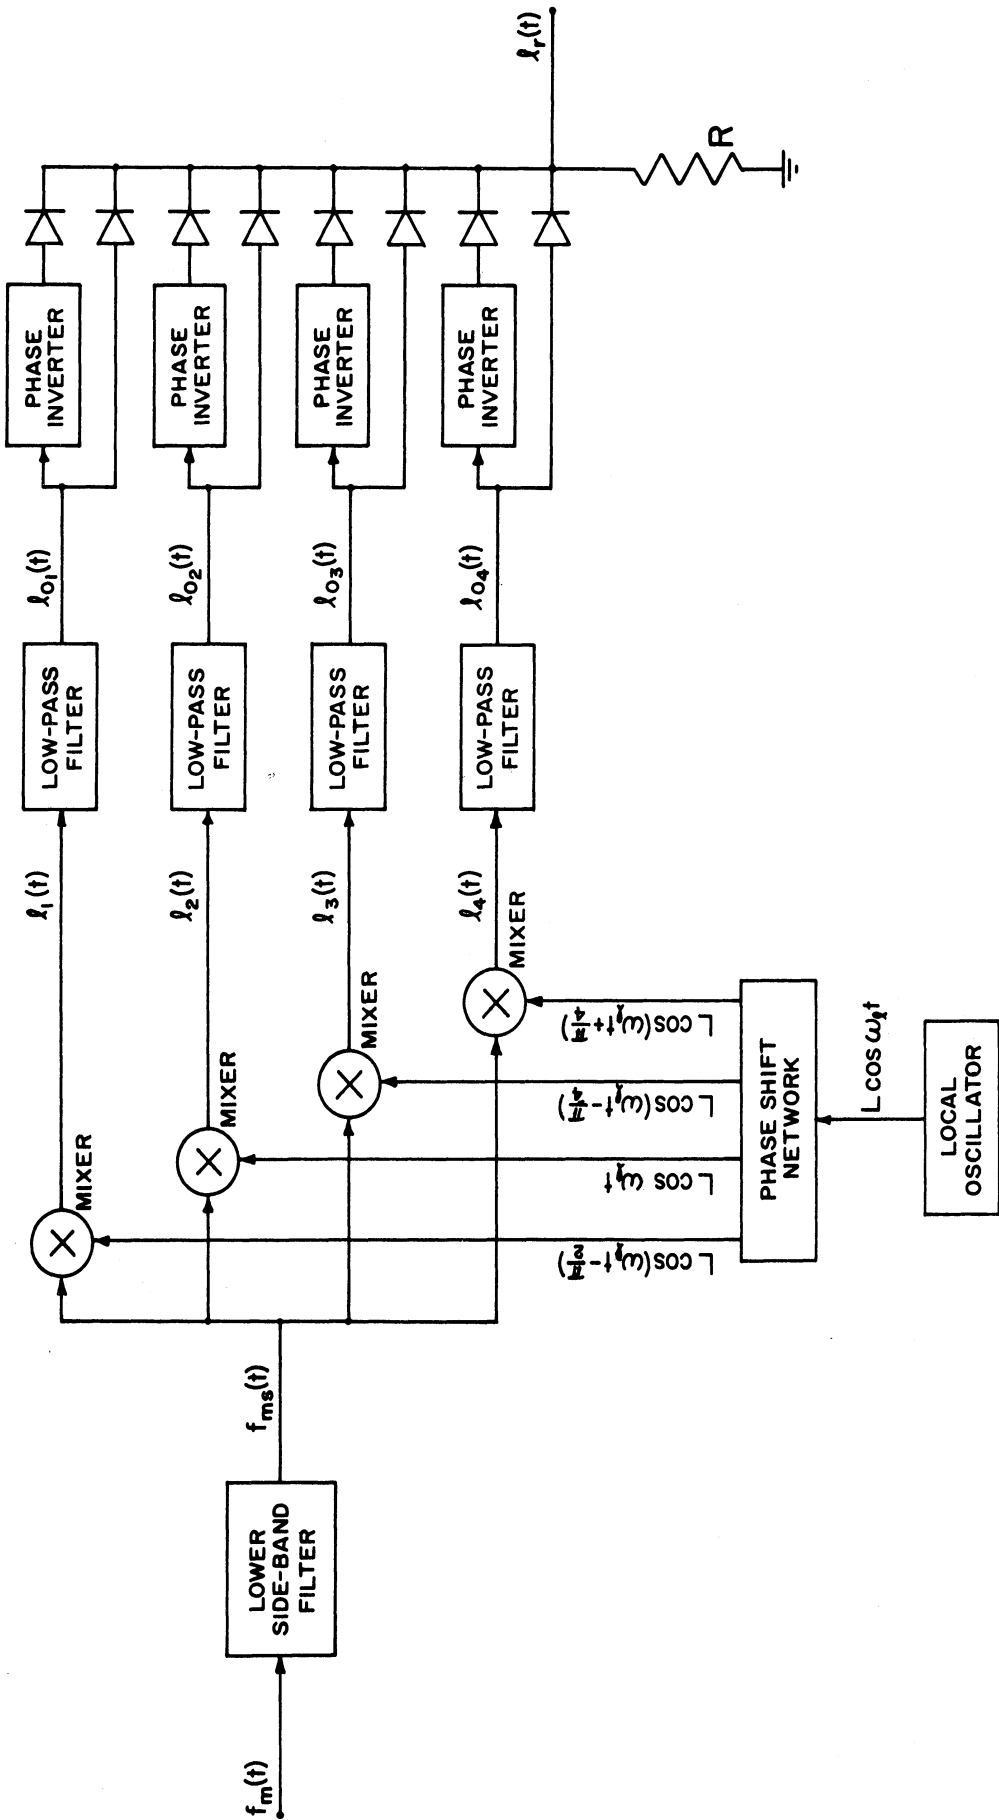 f_m(t)
LOWER
SIDE-BAND
FILTER
f_ms(t)
MIXER
MIXER
MIXER
MIXER
ℓ_1(t)
ℓ_2(t)
ℓ_3(t)
ℓ_4(t)
LOW-PASS
FILTER
LOW-PASS
FILTER
LOW-PASS
FILTER
LOW-PASS
FILTER
ℓ_O1(t)
ℓ_O2(t)
ℓ_O3(t)
ℓ_O4(t)
PHASE
INVERTER
PHASE
INVERTER
PHASE
INVERTER
PHASE
INVERTER
ℓ_r(t)
R
L COS(ω_ℓt-π/2)
L COS ω_ℓt
L COS(ω_ℓt-π/4)
L COS(ω_ℓt+π/4)
PHASE SHIFT
NETWORK
L COS ω_ℓt
LOCAL
OSCILLATOR